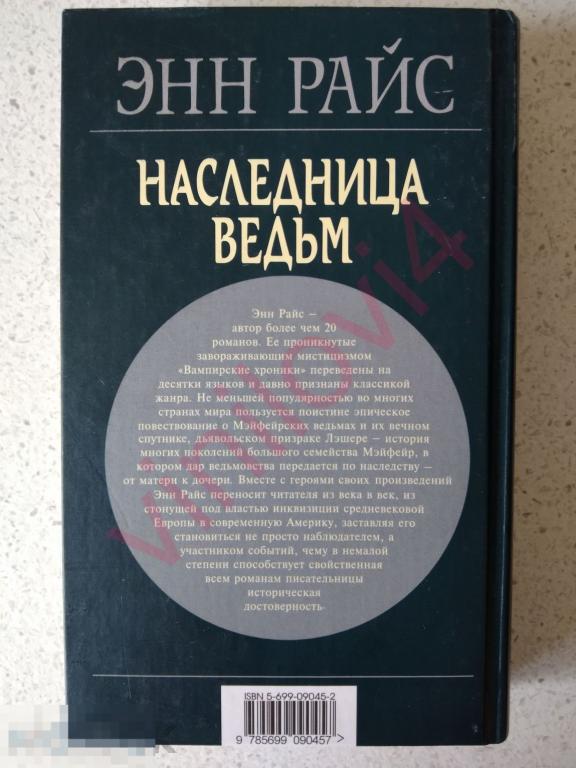 ЭНН РАЙС
НАСЛЕДНИЦА
ВЕДЬМ
Энн Райс –
автор более чем 20
романов. Ее проникнутые
завораживающим мистицизмом
«Вампирские хроники» переведены на
десятки языков и давно признаны классикой
жанра. Не меньшей популярностью во многих
странах мира пользуется поистине эпическое
повествование о Мэйфейрских ведьмах и их вечном
спутнике, дьявольском призраке Лэшере – история
многих поколений большого семейства Мэйфейр, в
котором дар ведьмовства передается по наследству –
от матери к дочери. Вместе с героями своих произведений
Энн Райс переносит читателя из века в век, из
стонущей под властью инквизиции средневековой
Европы в современную Америку, заставляя его
становиться не просто наблюдателем, а
участником событий, чему в немалой
степени способствует свойственная
всем романам писательницы
историческая
достоверность.
ISBN 5-699-09045-2
9 785699 090457 >